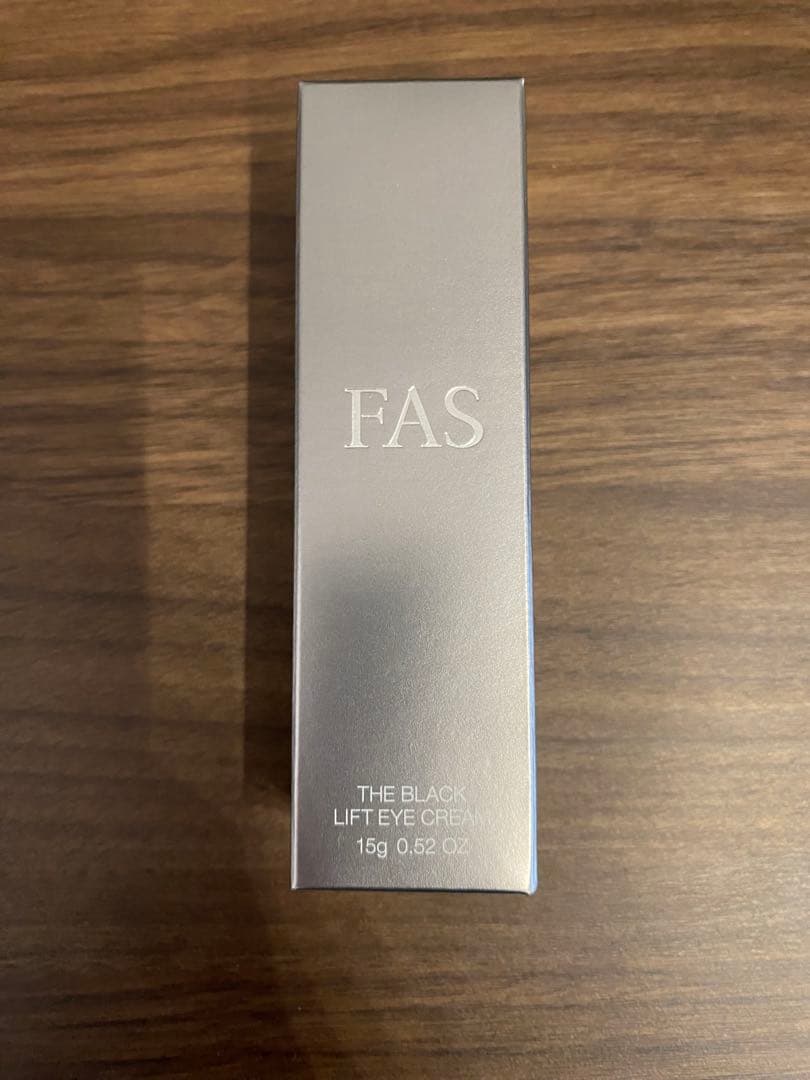 FAS
THE BLACK
LIFT EYE CREAM
15g 0.52 OZ